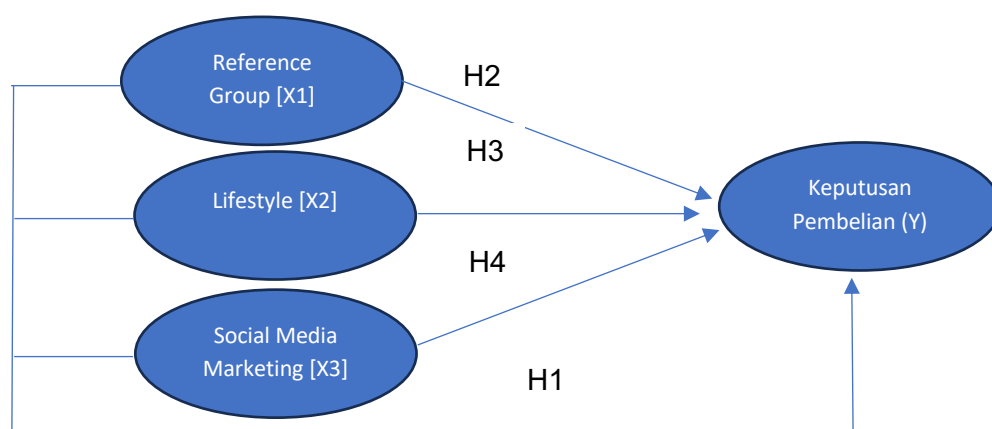 Reference
Group [X1]
H2
H3
Lifestyle [X2]
Keputusan
Pembelian (Y)
H4
Social Media
Marketing [X3]
H1